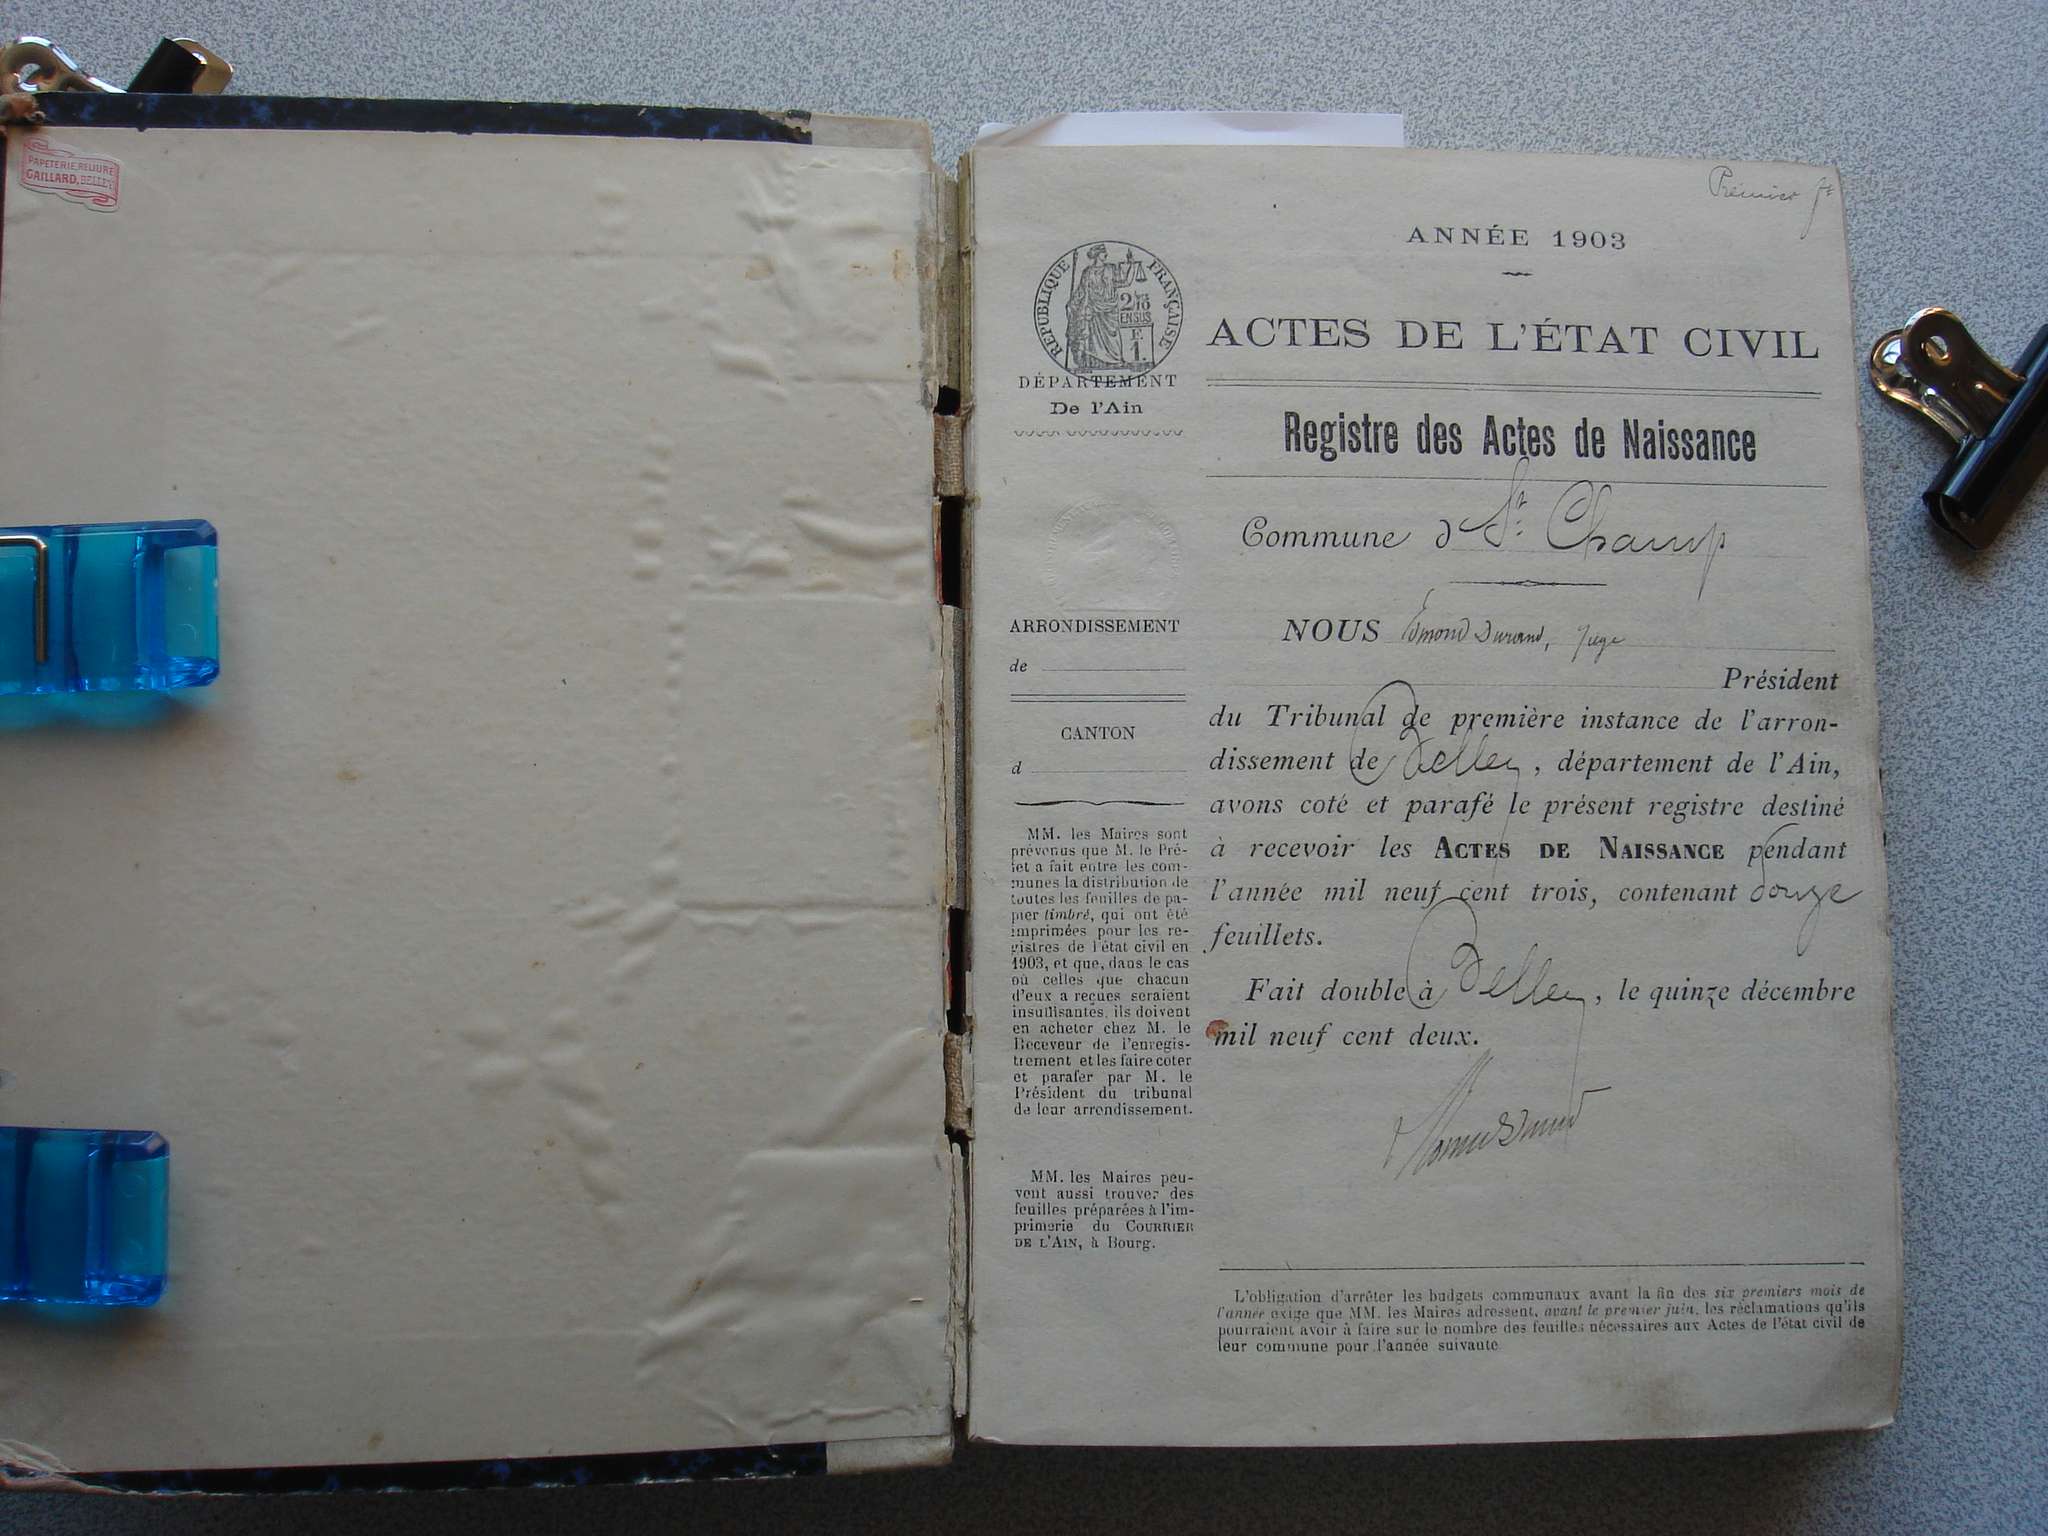 PAPETERIE, RELIURE
GAILLARD, BELLEY
Premier ft
ANNÉE 1903
RÉPUBLIQUE FRANÇAISE
2/10
EN SUS
F.
1.
DÉPARTEMENT
De l'Ain
ACTES DE L'ÉTAT CIVIL
Registre des Actes de Naissance
Commune d St. Champ
ARRONDISSEMENT
de
CANTON
d
MM. les Maires sont
prévenus que M. le Pré-
fet a fait entre les com-
munes la distribution de
toutes les feuilles de pa-
pier timbré, qui ont été
imprimées pour les re-
gistres de l'état civil en
1903, et que, dans le cas
où celles que chacun
d'eux a reçues seraient
insuffisantes, ils doivent
en acheter chez M. le
Receveur de l'enregis-
trement et les faire coter
et parafer par M. le
Président du tribunal
de leur arrondissement.
MM. les Maires peu-
vent aussi trouver des
feuilles préparées à l'im-
primerie du COURRIER
DE L'AIN, à Bourg.
NOUS Edmond Durand, juge
Président
du Tribunal de première instance de l'arron-
dissement de Belley, département de l'Ain,
avons coté et parafé le présent registre destiné
à recevoir les ACTES DE NAISSANCE pendant
l'année mil neuf cent trois, contenant douze
feuillets.
Fait double à Belley, le quinze décembre
mil neuf cent deux.
L'obligation d'arrêter les budgets communaux avant la fin des six premiers mois de
l'année exige que MM. les Maires adressent, avant le premier juin, les réclamations qu'ils
pourraient avoir à faire sur le nombre des feuilles nécessaires aux Actes de l'état civil de
leur commune pour l'année suivante